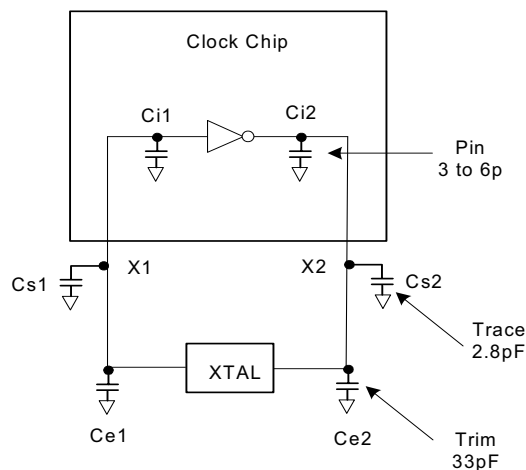 Clock Chip
Ci1
Ci2
Pin
3 to 6p
X1
X2
Cs1
Cs2
Trace
2.8pF
XTAL
Ce1
Ce2
Trim
33pF